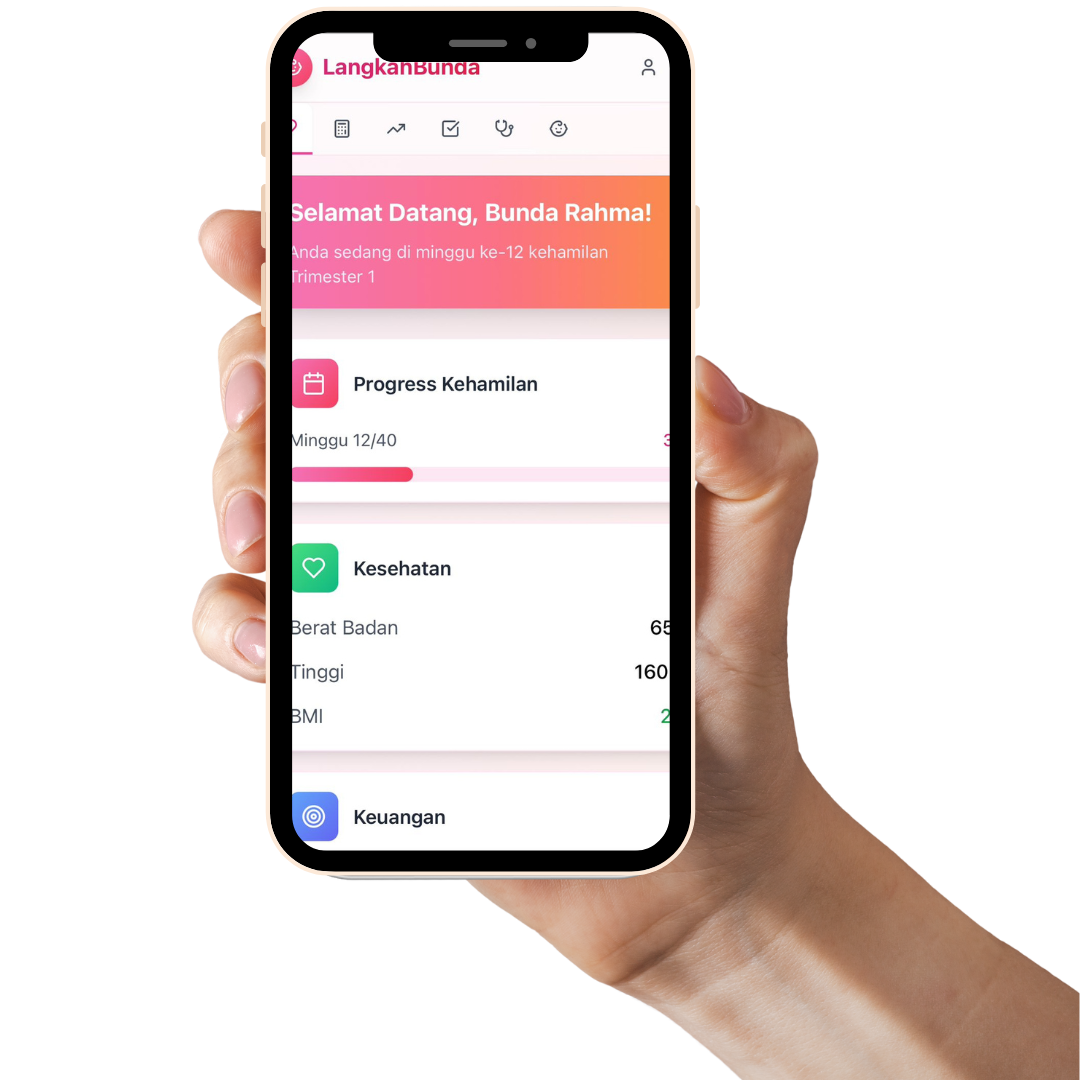 LangkahBunda
Selamat Datang, Bunda Rahma!
Anda sedang di minggu ke-12 kehamilan
Trimester 1
Progress Kehamilan
Minggu 12/40
3
Kesehatan
Berat Badan 65
Tinggi 160
BMI 2
Keuangan